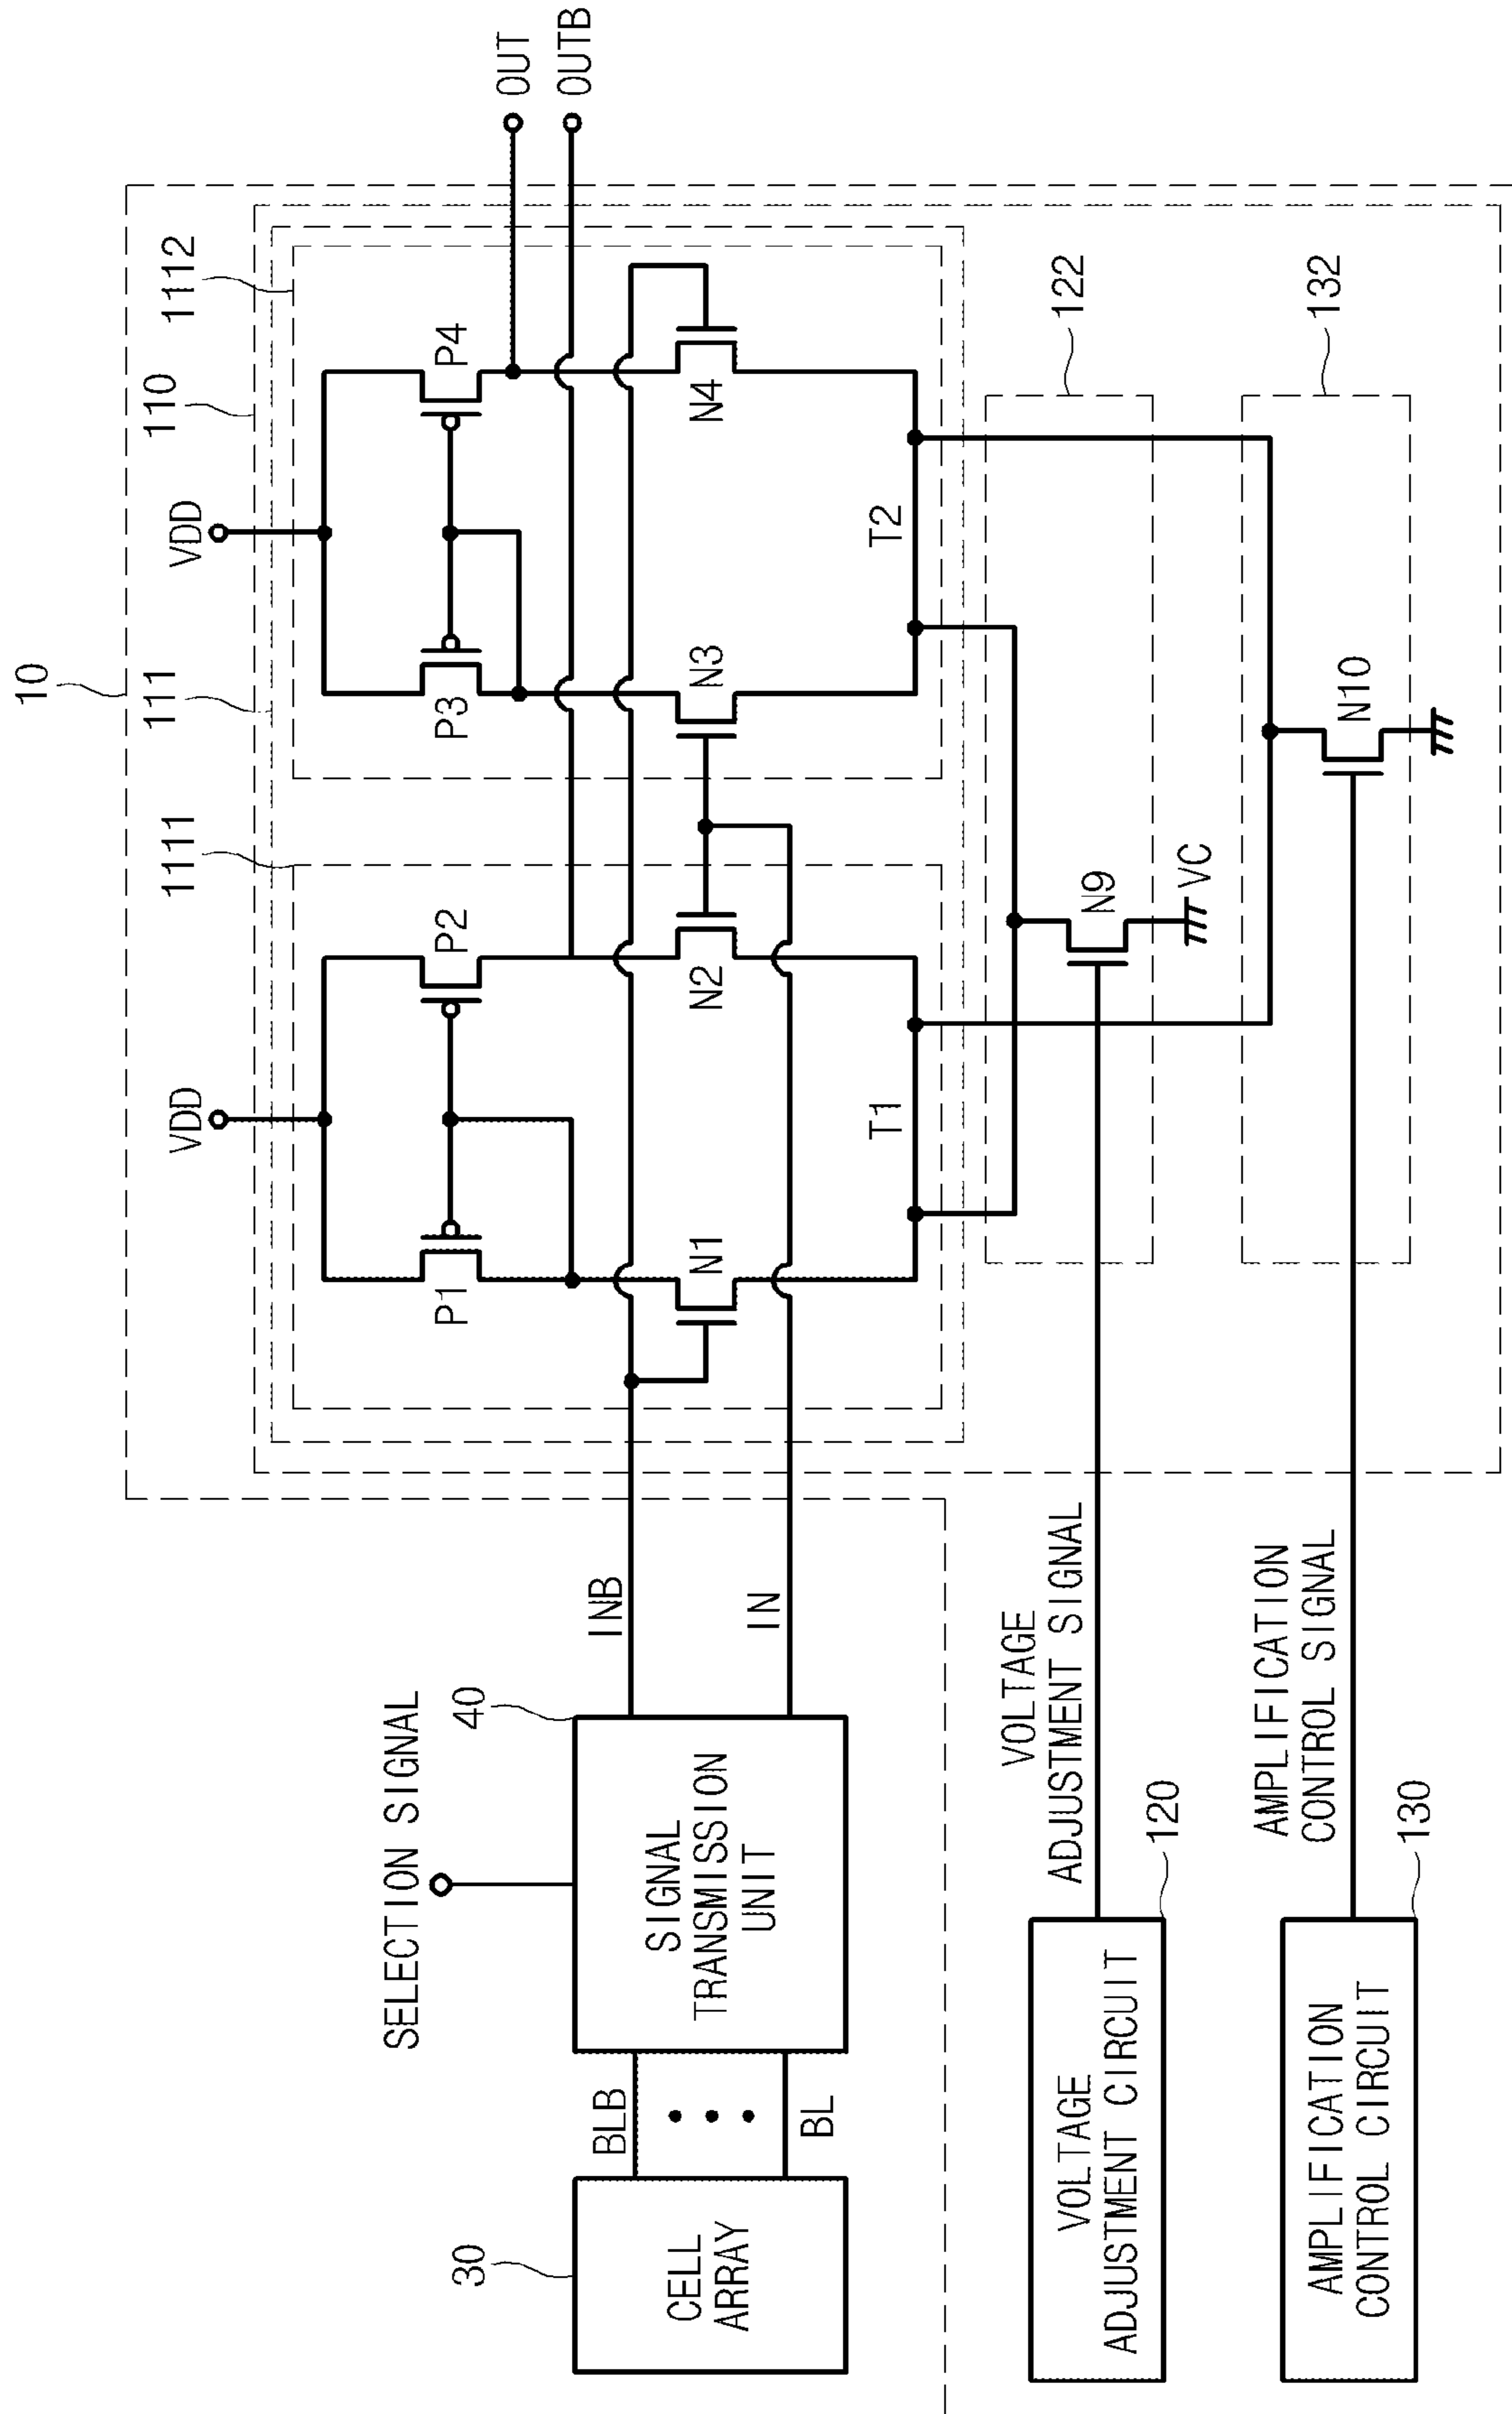 10
VDD
1111
111
VDD
110
1112
P1
P2
P3
P4
OUT
OUTB
SELECTION SIGNAL
30
CELL
ARRAY
BLB
BL
40
SIGNAL
TRANSMISSION
UNIT
INB
IN
N1
N2
N3
N4
T1
T2
VOLTAGE
ADJUSTMENT CIRCUIT
120
VOLTAGE
ADJUSTMENT SIGNAL
N9
VC
122
AMPLIFICATION
CONTROL CIRCUIT
130
AMPLIFICATION
CONTROL SIGNAL
N10
132